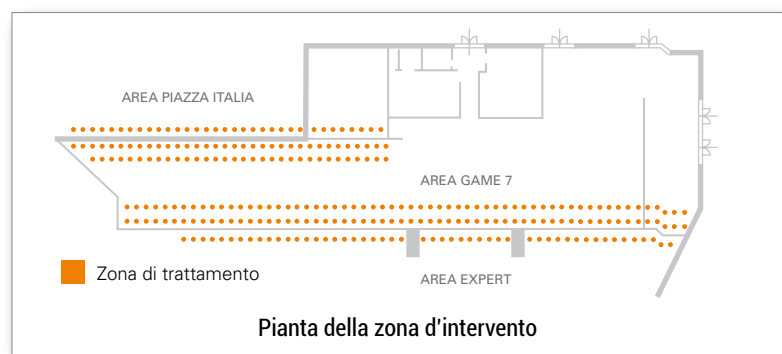 AREA PIAZZA ITALIA
AREA GAME 7
AREA EXPERT
Zona di trattamento
Pianta della zona d'intervento